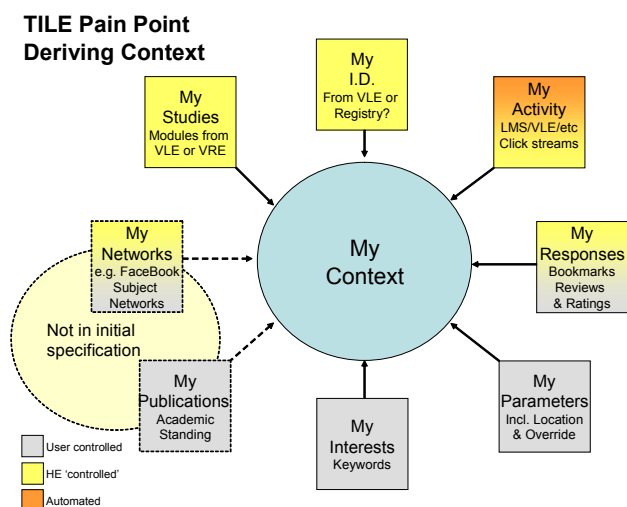 TILE Pain Point
Deriving Context
My
I.D.
From VLE or
Registry?
My
Studies
Modules from
VLE or VRE
My
Activity
LMS/VLE/etc
Click streams
My
Networks
e.g. FaceBook
Subject
Networks
My
Context
My
Responses
Bookmarks
Reviews
& Ratings
Not in initial
specification
My
Publications
Academic
Standing
My
Interests
Keywords
My
Parameters
Incl. Location
& Override
User controlled
HE ‘controlled’
Automated